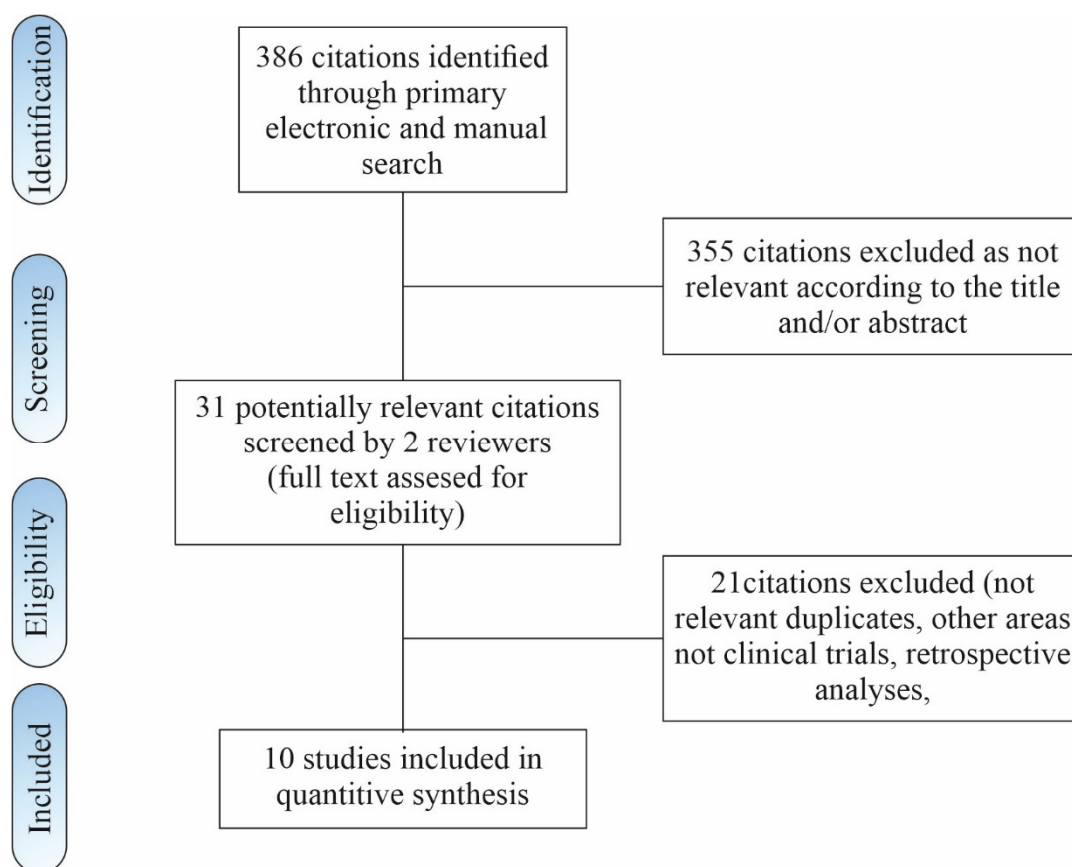 Identification
386 citations identified
through primary
electronic and manual
search
Screening
355 citations excluded as not
relevant according to the title
and/or abstract
31 potentially relevant citations
screened by 2 reviewers
(full text assesed for
eligibility)
Eligibility
21citations excluded (not
relevant duplicates, other areas
not clinical trials, retrospective
analyses,
Included
10 studies included in
quantitive synthesis